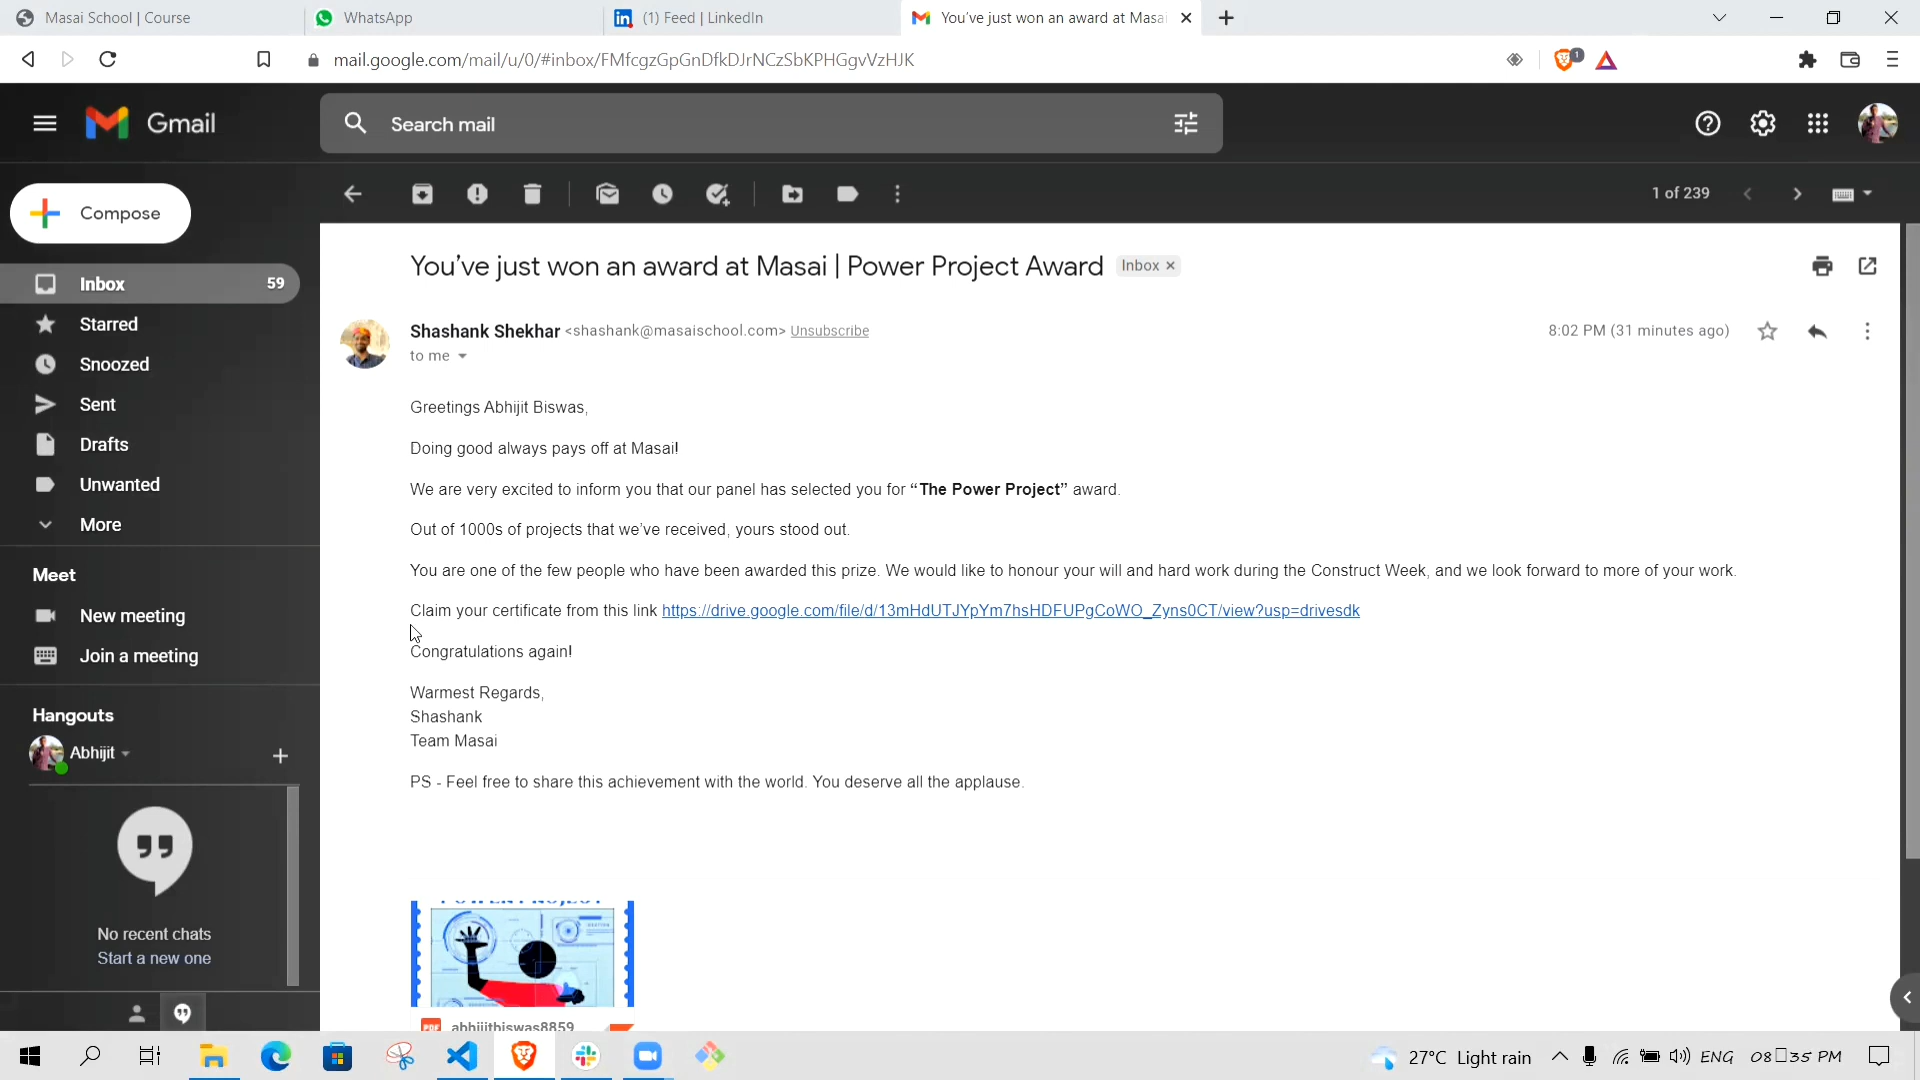 Masai School | Course
WhatsApp
(1) Feed | LinkedIn
You've just won an award at Masai
mail.google.com/mail/u/0/#inbox/FMfcgzGpGnDfkDJrNCzSbKPHGgvVzHJK
1
Gmail
Search mail
1 of 239
Compose
Inbox 59
Starred
Snoozed
Sent
Drafts
Unwanted
More
Meet
New meeting
Join a meeting
Hangouts
Abhijit
No recent chats
Start a new one
You've just won an award at Masai | Power Project Award Inbox
Shashank Shekhar <shashank@masaischool.com> Unsubscribe
8:02 PM (31 minutes ago)
to me
Greetings Abhijit Biswas,
Doing good always pays off at Masai!
We are very excited to inform you that our panel has selected you for “The Power Project” award.
Out of 1000s of projects that we've received, yours stood out.
You are one of the few people who have been awarded this prize. We would like to honour your will and hard work during the Construct Week, and we look forward to more of your work.
Claim your certificate from this link https://drive.google.com/file/d/13mHdUTJYpYm7hsHDFUPgCoWO_Zyns0CT/view?usp=drivesdk
Congratulations again!
Warmest Regards,
Shashank
Team Masai
PS - Feel free to share this achievement with the world. You deserve all the applause.
POWER PROJECT
PDF abhijitbiswas8859
27°C Light rain
ENG
08:35 PM